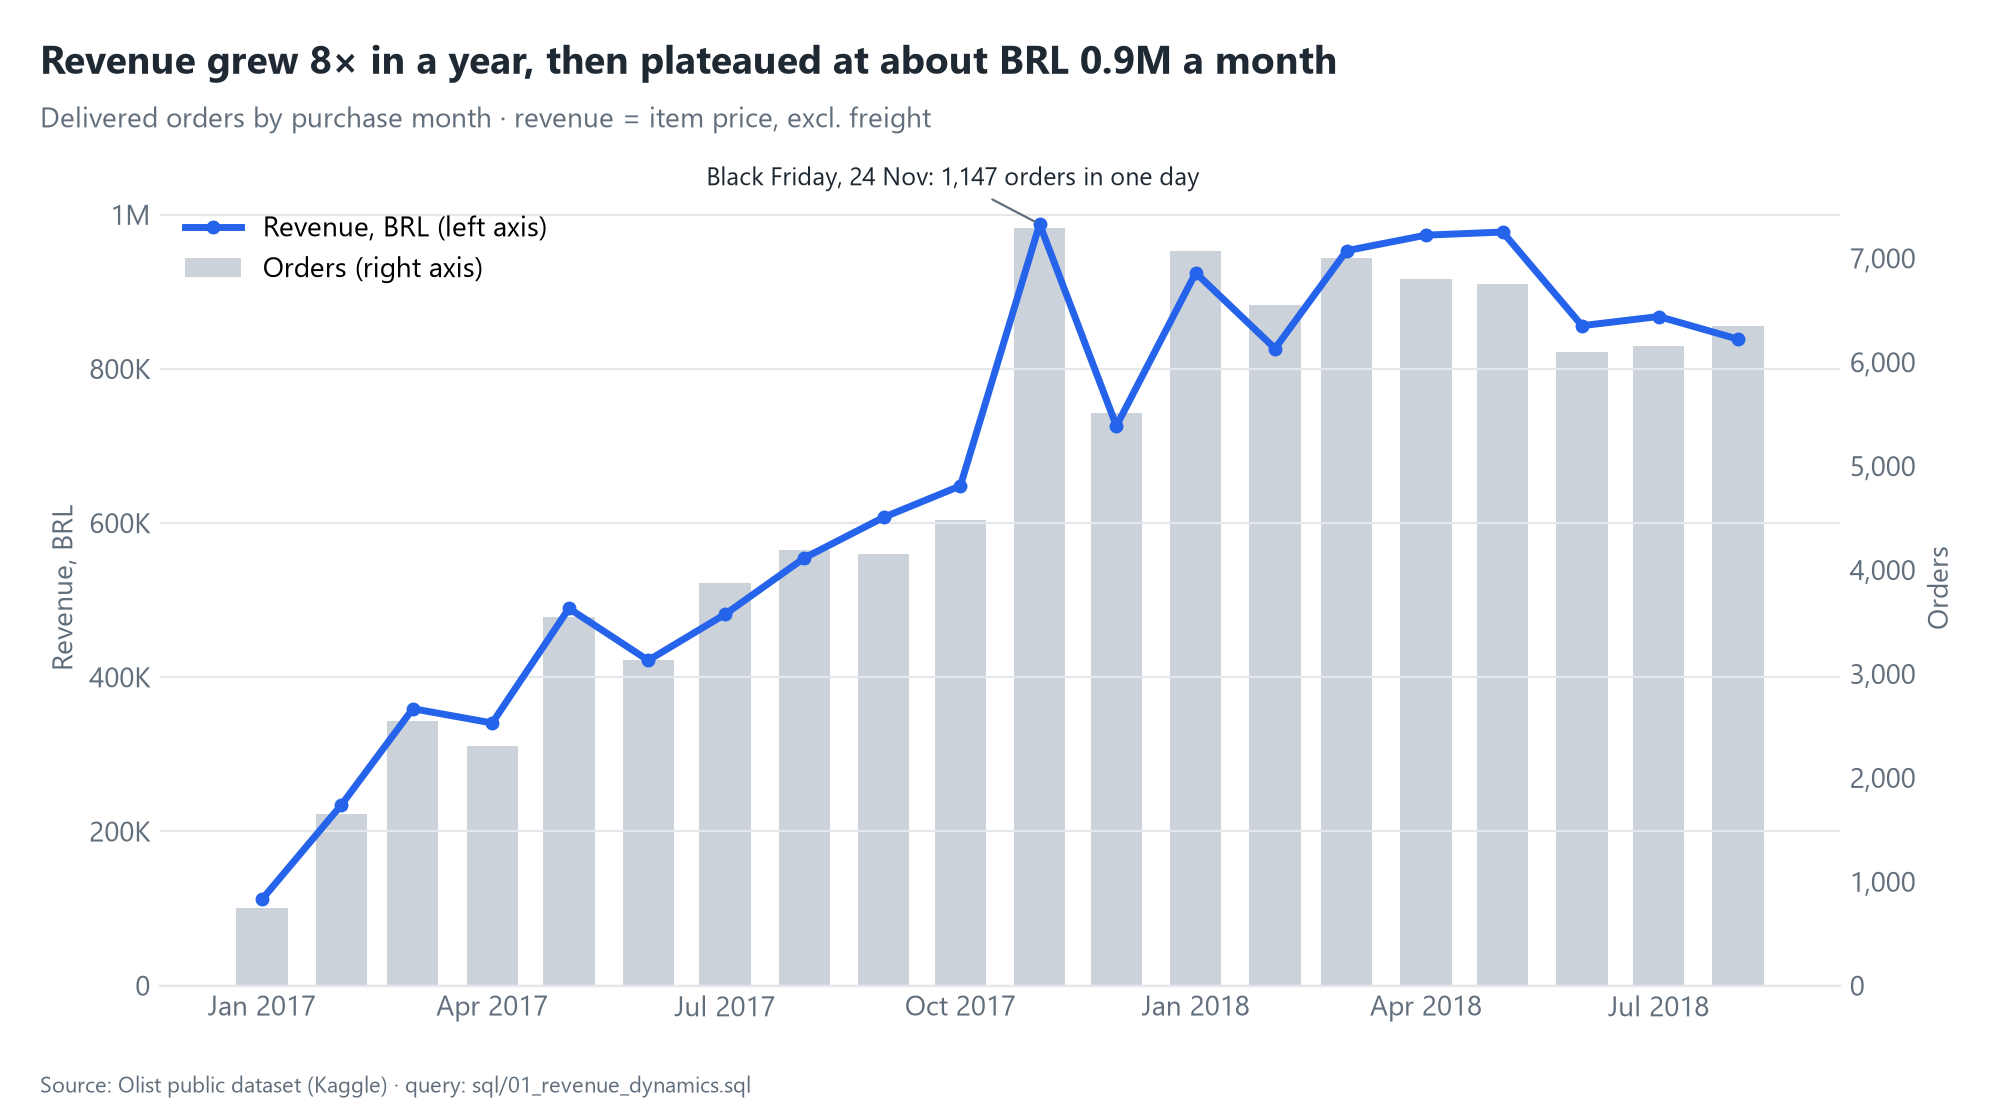 Revenue grew 8× in a year, then plateaued at about BRL 0.9M a month
Delivered orders by purchase month · revenue = item price, excl. freight
Black Friday, 24 Nov: 1,147 orders in one day
Revenue, BRL (left axis)
Orders (right axis)
Revenue, BRL
1M
800K
600K
400K
200K
0
7,000
6,000
5,000
4,000
3,000
2,000
1,000
0
Orders
Jan 2017 Apr 2017 Jul 2017 Oct 2017 Jan 2018 Apr 2018 Jul 2018
Source: Olist public dataset (Kaggle) · query: sql/01_revenue_dynamics.sql